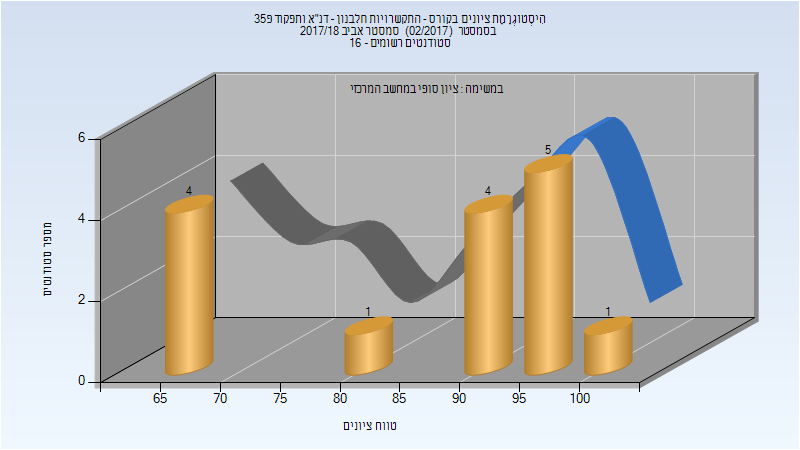 היסטוגרמת ציונים בקורס - התקשרויות חלבנון - דנ"א ותפקוד 35פ
בסמסטר (02/2017) סמסטר אביב 2017/18
סטודנטים רשומים - 16
במשימה : ציון סופי במחשב המרכזי
מספר סטודנטים
6
4
2
0
4
1
4
5
1
65 70 75 80 85 90 95 100
טווח ציונים